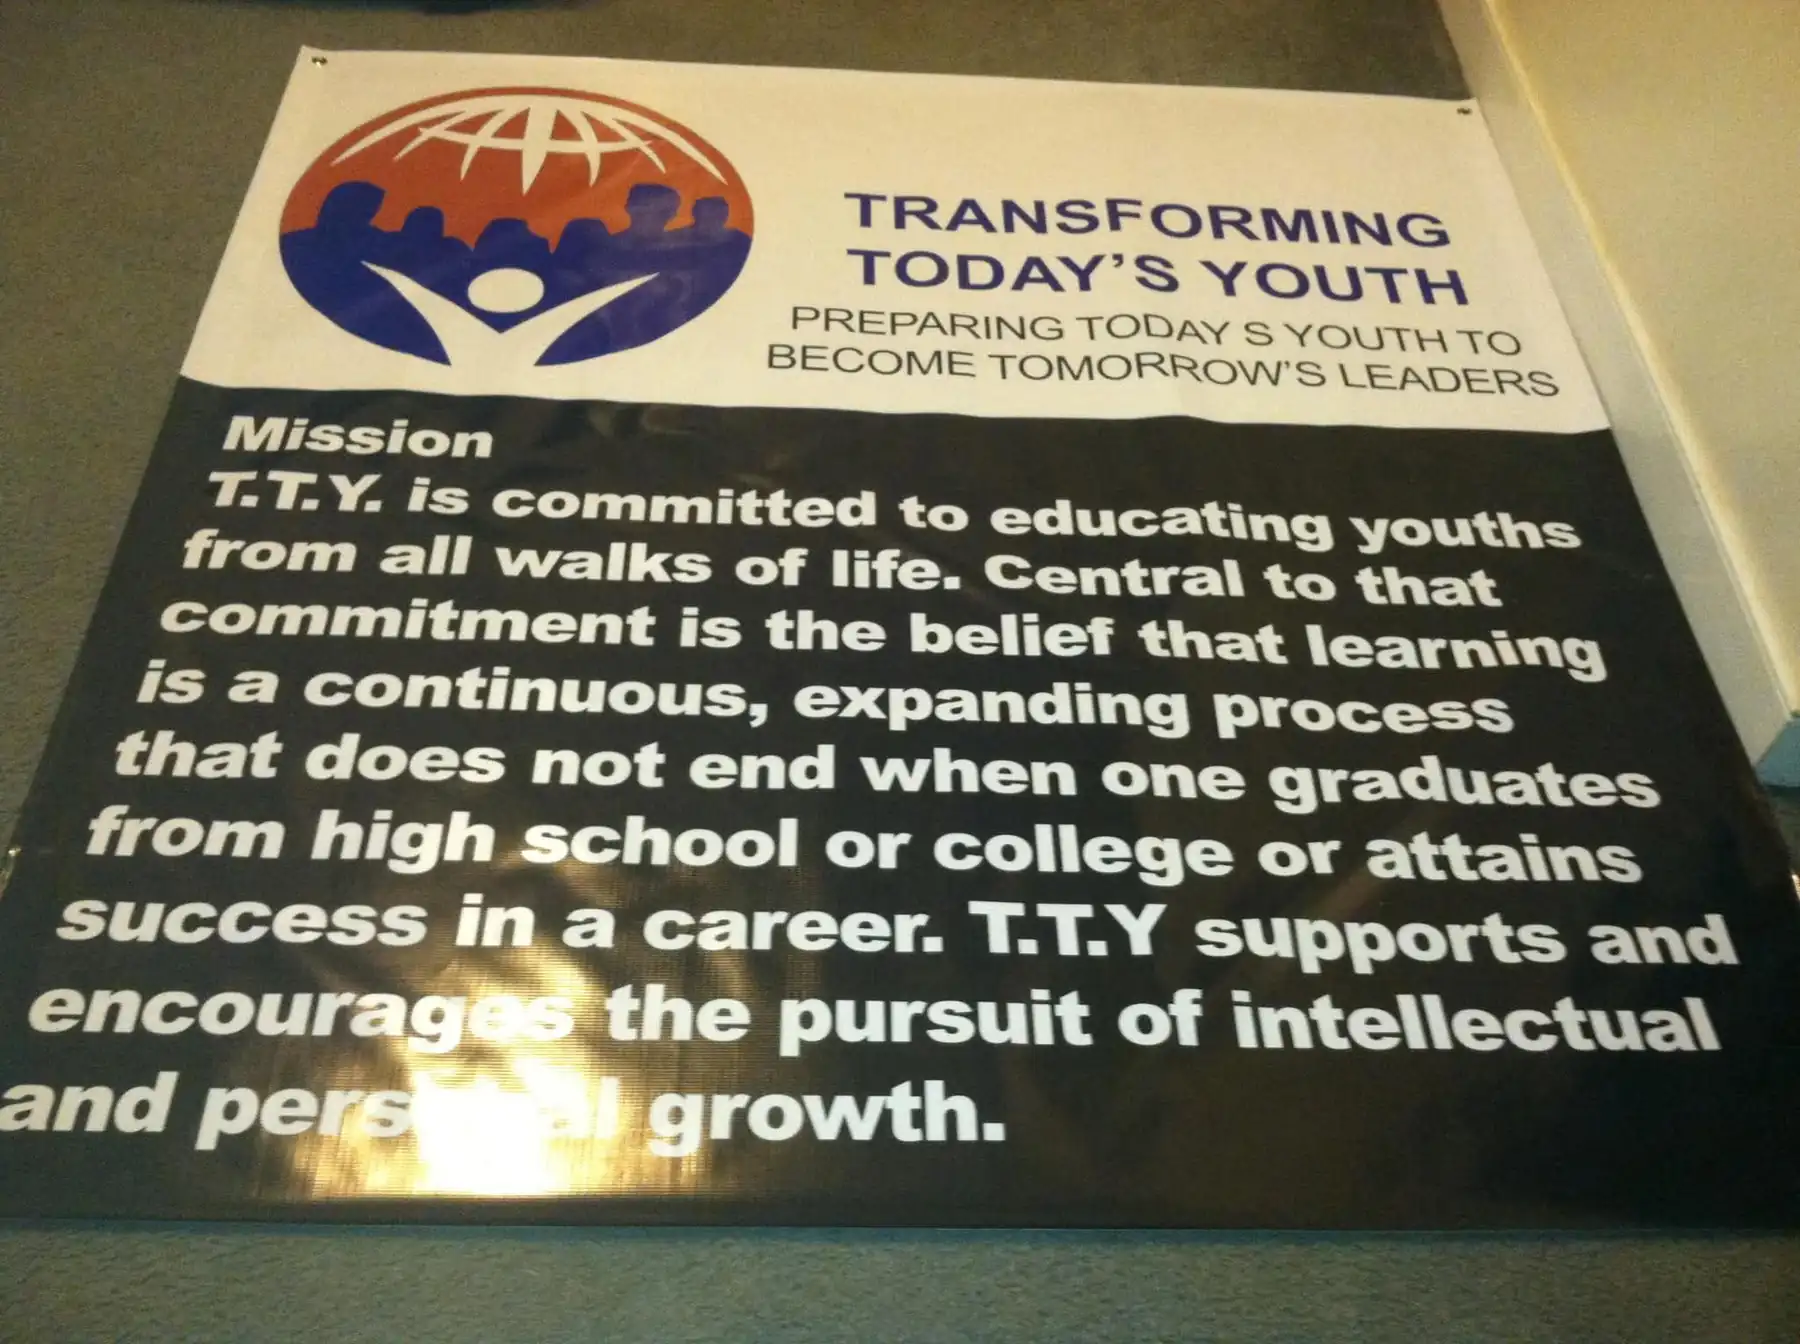 TRANSFORMING
TODAY'S YOUTH
PREPARING TODAY S YOUTH TO
BECOME TOMORROW'S LEADERS
Mission
T.T.Y. is committed to educating youths
from all walks of life. Central to that
commitment is the belief that learning
is a continuous, expanding process
that does not end when one graduates
from high school or college or attains
success in a career. T.T.Y supports and
encourages the pursuit of intellectual
and personal growth.